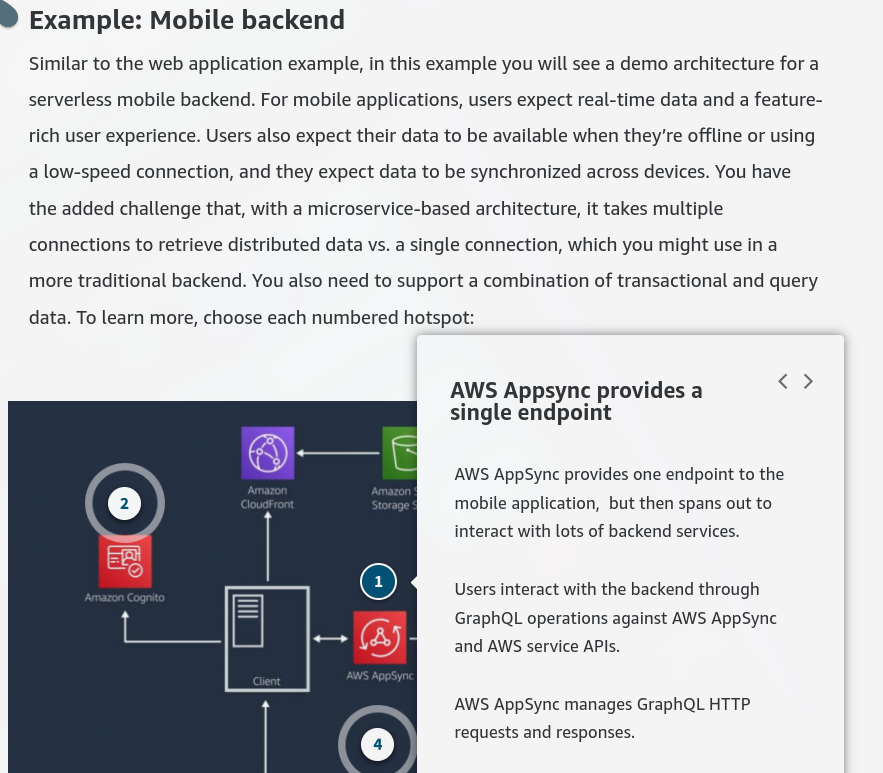 Example: Mobile backend
Similar to the web application example, in this example you will see a demo architecture for a
serverless mobile backend. For mobile applications, users expect real-time data and a feature-
rich user experience. Users also expect their data to be available when they’re offline or using
a low-speed connection, and they expect data to be synchronized across devices. You have
the added challenge that, with a microservice-based architecture, it takes multiple
connections to retrieve distributed data vs. a single connection, which you might use in a
more traditional backend. You also need to support a combination of transactional and query
data. To learn more, choose each numbered hotspot:
AWS Appsync provides a
single endpoint
AWS AppSync provides one endpoint to the
mobile application,  but then spans out to
interact with lots of backend services.
Users interact with the backend through
GraphQL operations against AWS AppSync
and AWS service APIs.
AWS AppSync manages GraphQL HTTP
requests and responses.
Amazon
CloudFront
Amazon S
Storage S
2
Amazon Cognito
1
Client
AWS AppSync
4